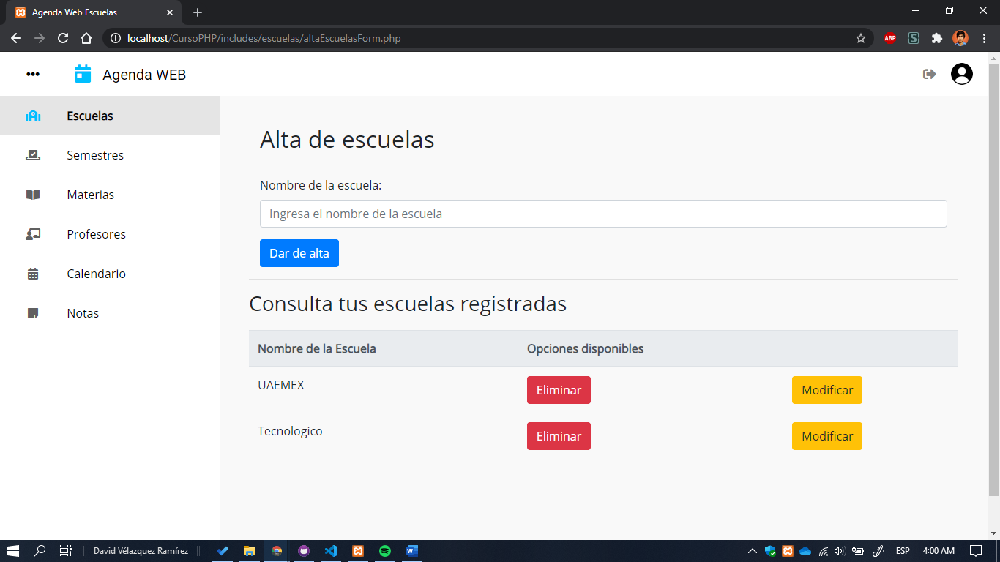 Agenda Web Escuelas
localhost/CursoPHP/includes/escuelas/altaEscuelasForm.php
ABP
S
Agenda WEB
Escuelas
Semestres
Materias
Profesores
Calendario
Notas
Alta de escuelas
Nombre de la escuela:
Ingresa el nombre de la escuela
Dar de alta
Consulta tus escuelas registradas
Nombre de la Escuela Opciones disponibles
UAEMEX Eliminar Modificar
Tecnologico Eliminar Modificar
David Vélazquez Ramírez
ESP 4:00 AM